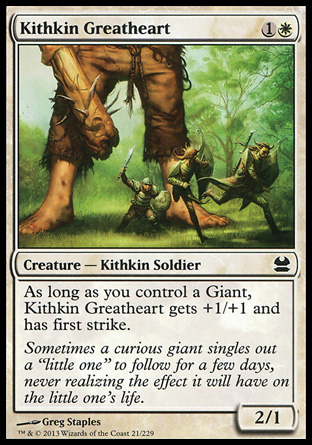 Kithkin Greatheart 1
Creature — Kithkin Soldier
As long as you control a Giant,
Kithkin Greatheart gets +1/+1 and
has first strike.
Sometimes a curious giant singles out
a “little one” to follow for a few days,
never realizing the effect it will have on
the little one’s life.
Greg Staples
™ & © 2013 Wizards of the Coast 21/229
2/1